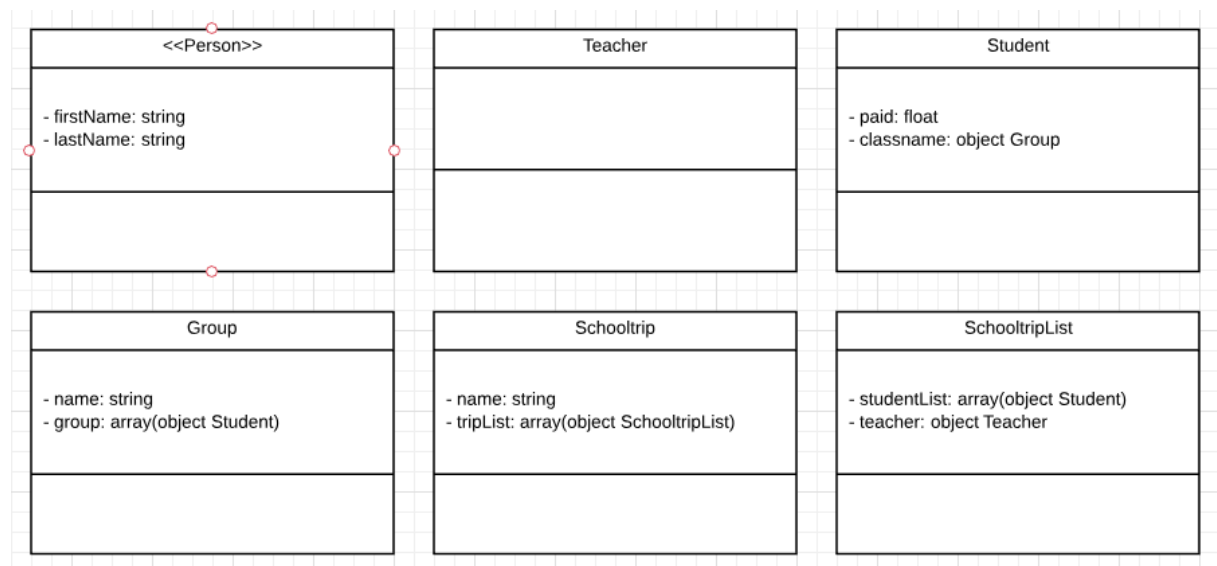 <<Person>>
- firstName: string
- lastName: string
Teacher
Student
- paid: float
- classname: object Group
Group
- name: string
- group: array(object Student)
Schooltrip
- name: string
- tripList: array(object SchooltripList)
SchooltripList
- studentList: array(object Student)
- teacher: object Teacher